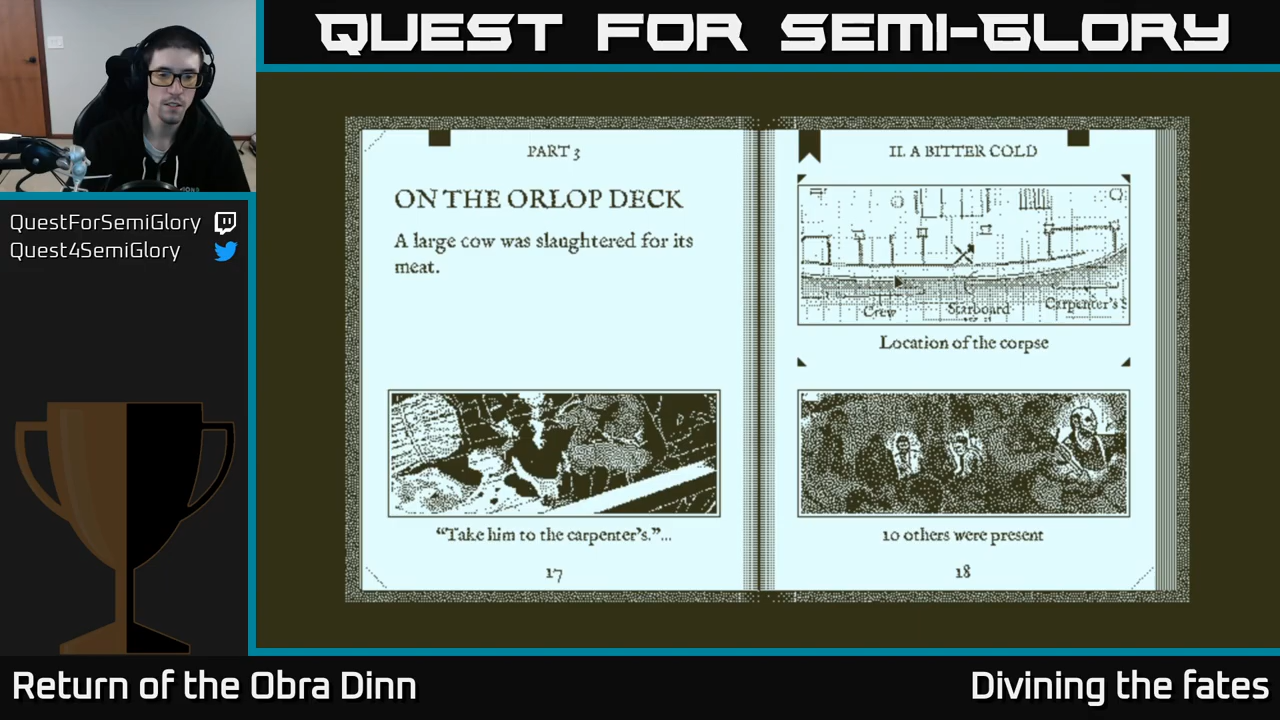 QUEST FOR SEMI-GLORY
QuestForSemiGlory
Quest4SemiGlory
PART 3
ON THE ORLOP DECK
A large cow was slaughtered for its
meat.
“Take him to the carpenter’s.”...
17
II. A BITTER COLD
Crew
Starboard
Carpenter's
Location of the corpse
10 others were present
18
Return of the Obra Dinn
Divining the fates